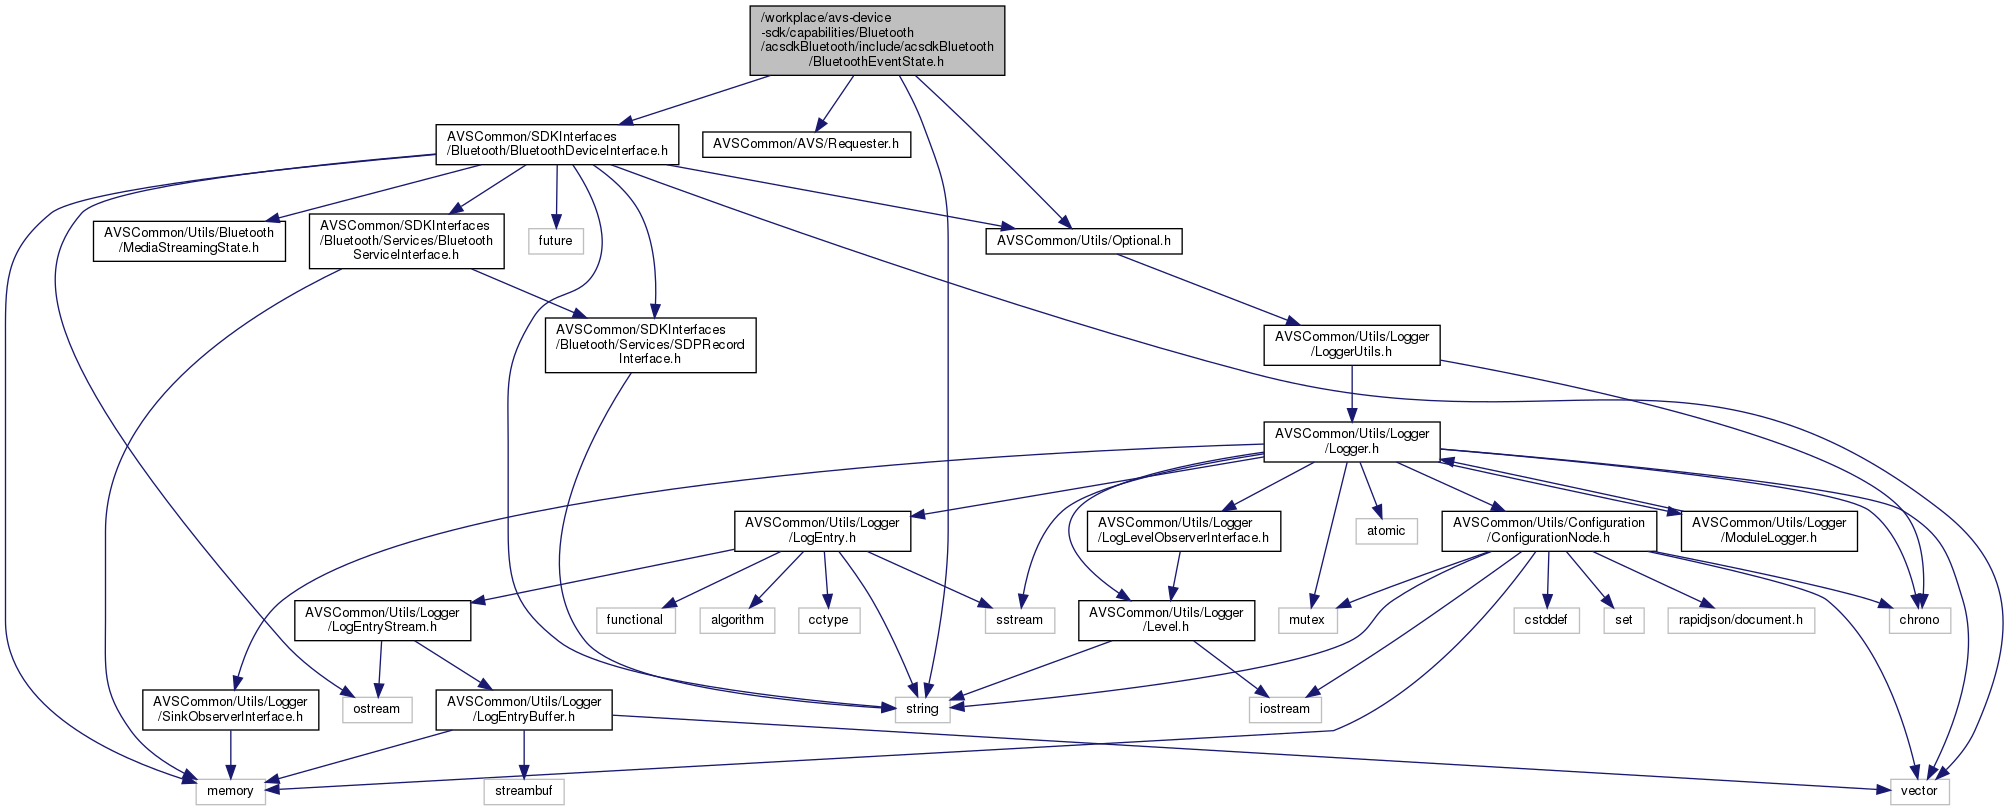 /workplace/avs-device
-sdk/capabilities/Bluetooth
/acsdkBluetooth/include/acsdkBluetooth
/BluetoothEventState.h
AVSCommon/SDKInterfaces
/Bluetooth/BluetoothDeviceInterface.h
AVSCommon/AVS/Requester.h
AVSCommon/Utils/Bluetooth
/MediaStreamingState.h
AVSCommon/SDKInterfaces
/Bluetooth/Services/Bluetooth
ServiceInterface.h
future
AVSCommon/Utils/Optional.h
AVSCommon/SDKInterfaces
/Bluetooth/Services/SDPRecord
Interface.h
AVSCommon/Utils/Logger
/LoggerUtils.h
AVSCommon/Utils/Logger
/Logger.h
AVSCommon/Utils/Logger
/LogEntry.h
AVSCommon/Utils/Logger
/LogLevelObserverInterface.h
atomic
AVSCommon/Utils/Configuration
/ConfigurationNode.h
AVSCommon/Utils/Logger
/ModuleLogger.h
AVSCommon/Utils/Logger
/LogEntryStream.h
functional
algorithm
cctype
sstream
AVSCommon/Utils/Logger
/Level.h
mutex
cstddef
set
rapidjson/document.h
chrono
AVSCommon/Utils/Logger
/SinkObserverInterface.h
ostream
AVSCommon/Utils/Logger
/LogEntryBuffer.h
string
iostream
memory
streambuf
vector